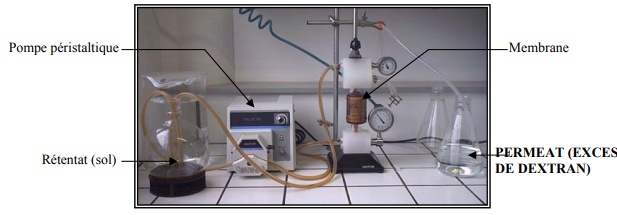 Pompe péristaltique
Membrane
Rétentat (sol)
PERMEAT (EXCES
DE DEXTRAN)